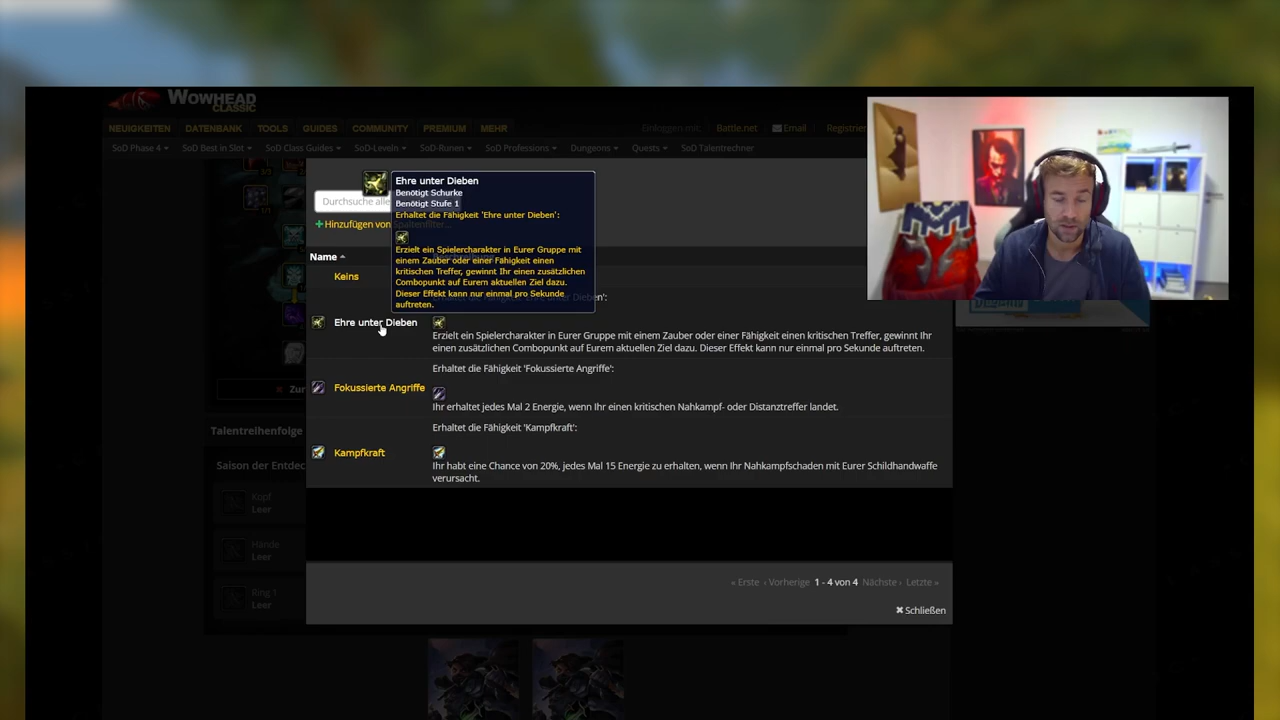 WOWHEAD
CLASSIC
NEUIGKEITEN DATENBANK TOOLS GUIDES COMMUNITY PREMIUM MEHR
Einloggen mit: Battle.net Email Registrier
SoD Phase 4 SoD Best in Slot SoD Class Guides SoD-Leveln SoD-Runen SoD Professions Dungeons Quests SoD Talentrechner
Durchsuche alle
Hinzufügen von Spaltenfilter...
Ehre unter Dieben
Benötigt Schurke
Benötigt Stufe 1
Erhaltet die Fähigkeit 'Ehre unter Dieben':
Erzielt ein Spielercharakter in Eurer Gruppe mit
einem Zauber oder einer Fähigkeit einen
kritischen Treffer, gewinnt Ihr einen zusätzlichen
Combopunkt auf Eurem aktuellen Ziel dazu.
Dieser Effekt kann nur einmal pro Sekunde
auftreten.
Name
Keins
Ehre unter Dieben
Erzielt ein Spielercharakter in Eurer Gruppe mit einem Zauber oder einer Fähigkeit einen kritischen Treffer, gewinnt Ihr
einen zusätzlichen Combopunkt auf Eurem aktuellen Ziel dazu. Dieser Effekt kann nur einmal pro Sekunde auftreten.
Erhaltet die Fähigkeit 'Fokussierte Angriffe':
Fokussierte Angriffe
Ihr erhaltet jedes Mal 2 Energie, wenn Ihr einen kritischen Nahkampf- oder Distanztreffer landet.
Erhaltet die Fähigkeit 'Kampfkraft':
Kampfkraft
Ihr habt eine Chance von 20%, jedes Mal 15 Energie zu erhalten, wenn Ihr Nahkampfschaden mit Eurer Schildhandwaffe
verursacht.
Zur
Talentreihenfolge
Saison der Entdec
Kopf
Leer
Hände
Leer
Ring 1
Leer
« Erste ‹ Vorherige 1 - 4 von 4 Nächste › Letzte »
Schließen